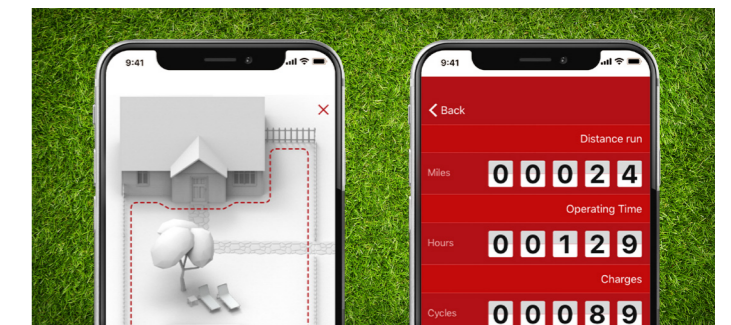 9:41
9:41
Back
Distance run
Miles 00024
Operating Time
Hours 00129
Charges
Cycles 00089